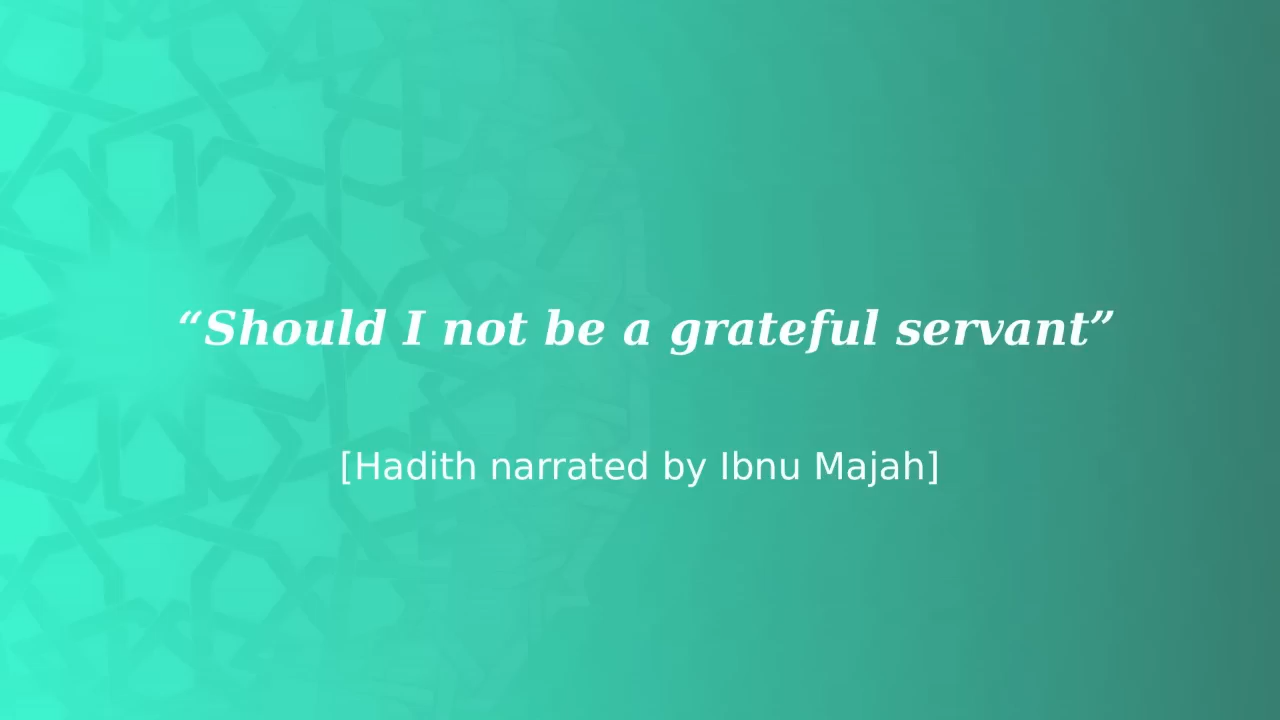 “Should I not be a grateful servant”
[Hadith narrated by Ibnu Majah]